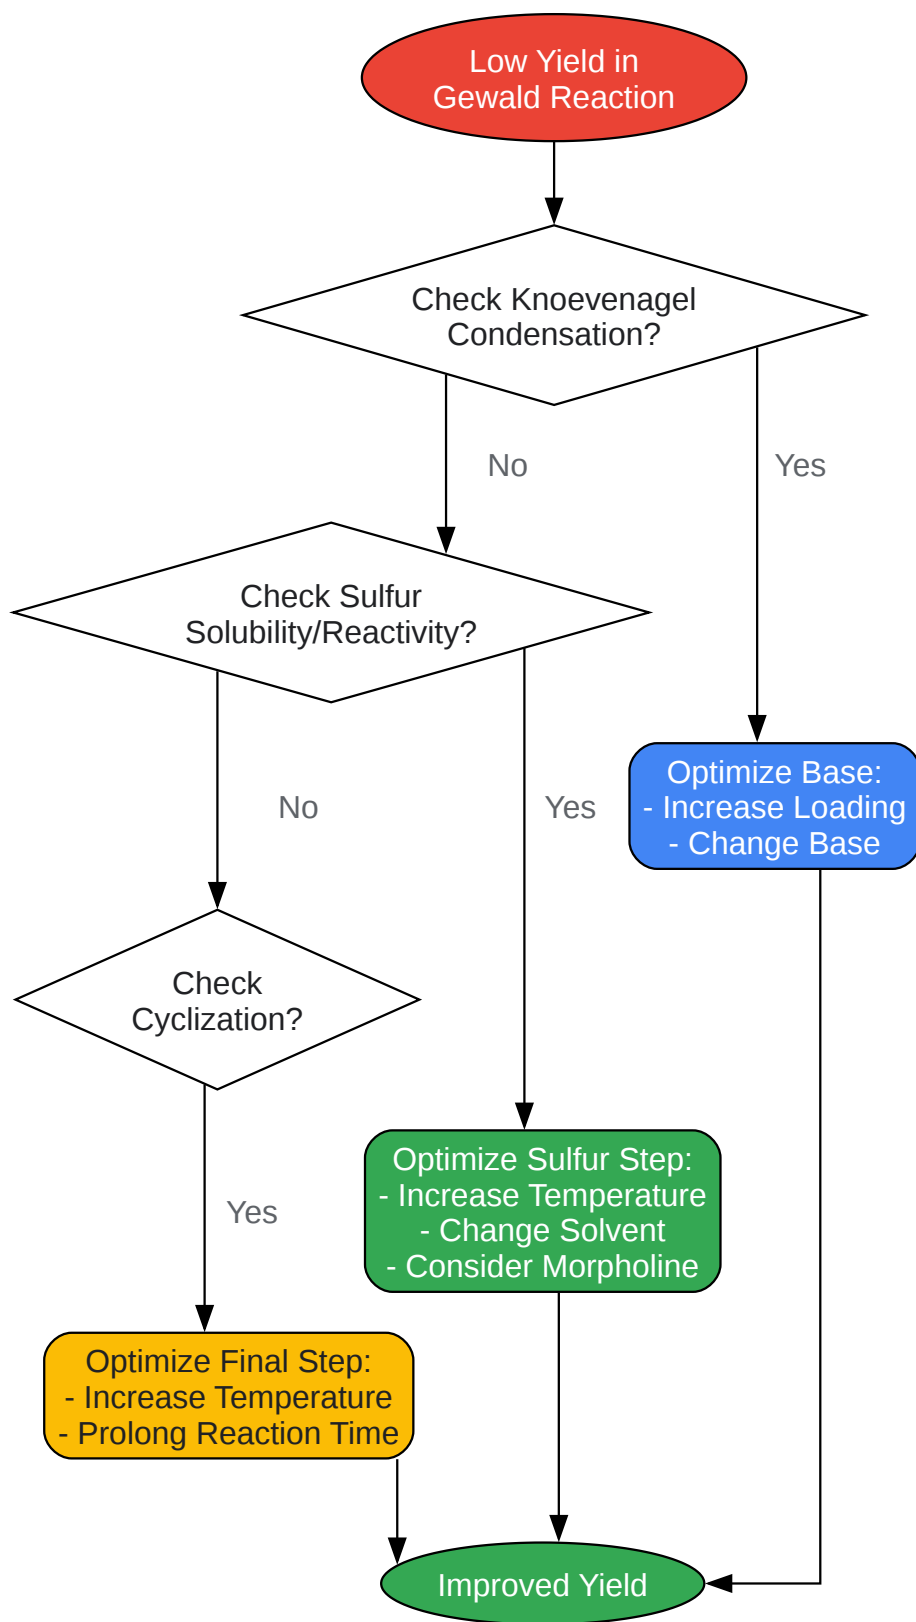 Low Yield in
Gewald Reaction
Check Knoevenagel
Condensation?
No
Yes
Check Sulfur
Solubility/Reactivity?
No
Yes
Optimize Base:
- Increase Loading
- Change Base
Check
Cyclization?
Yes
Optimize Sulfur Step:
- Increase Temperature
- Change Solvent
- Consider Morpholine
Optimize Final Step:
- Increase Temperature
- Prolong Reaction Time
Improved Yield